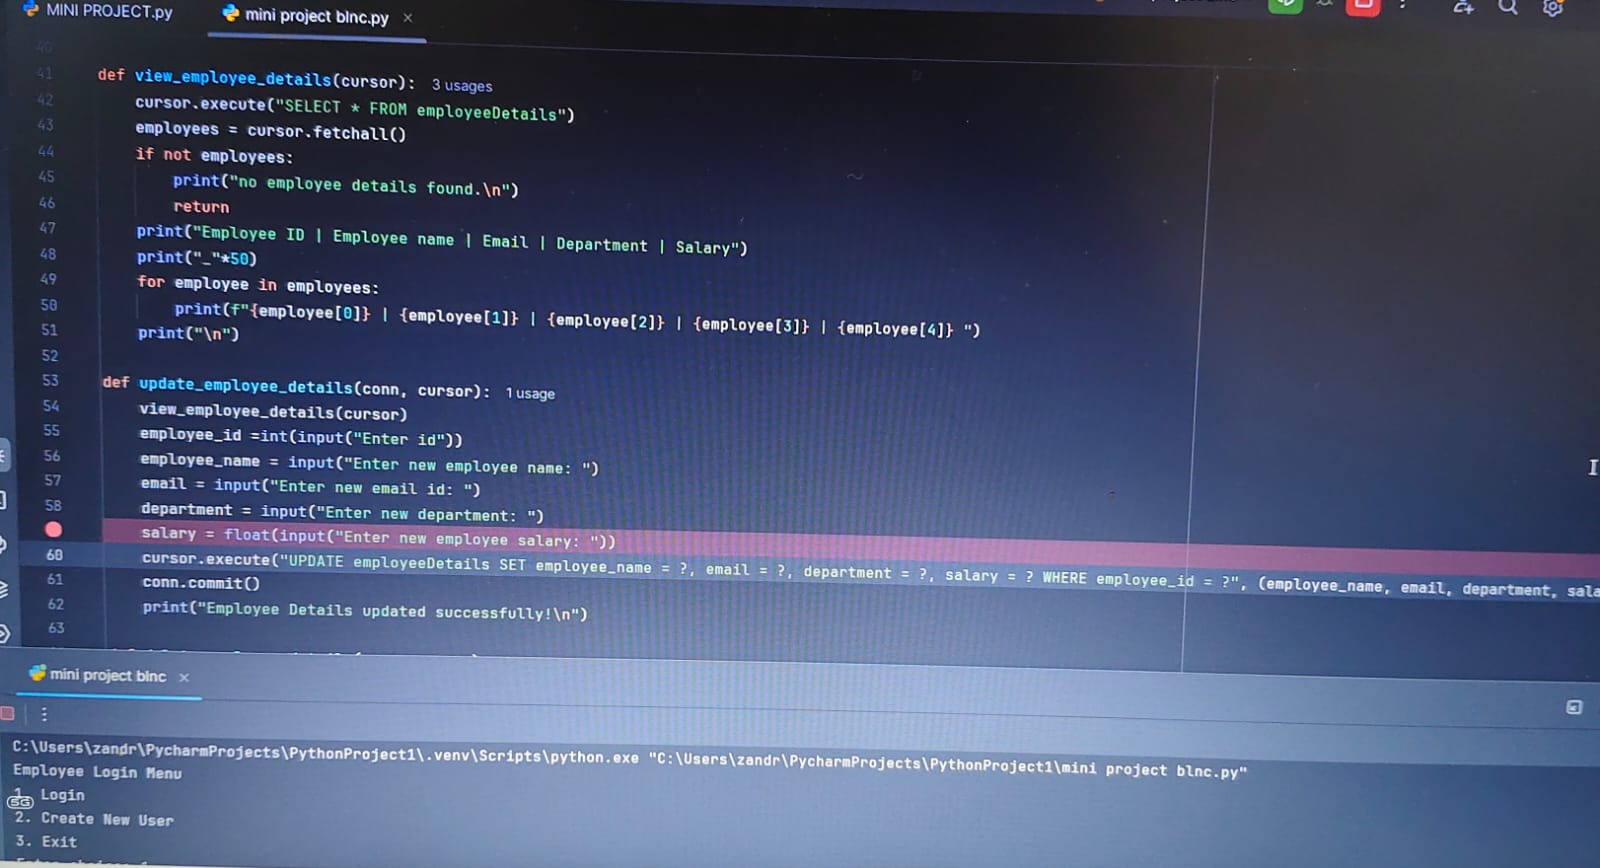 MINI PROJECT.py
mini project blnc.py ×
40
41 def view_employee_details(cursor): 3 usages
42 cursor.execute("SELECT * FROM employeeDetails")
43 employees = cursor.fetchall()
44 if not employees:
45 print("no employee details found.\n")
46 return
47 print("Employee ID | Employee name | Email | Department | Salary")
48 print("_"*50)
49 for employee in employees:
50 print(f"{employee[0]} | {employee[1]} | {employee[2]} | {employee[3]} | {employee[4]} ")
51 print("\n")
52
53 def update_employee_details(conn, cursor): 1 usage
54 view_employee_details(cursor)
55 employee_id =int(input("Enter id"))
56 employee_name = input("Enter new employee name: ")
57 email = input("Enter new email id: ")
58 department = input("Enter new department: ")
salary = float(input("Enter new employee salary: "))
60 cursor.execute("UPDATE employeeDetails SET employee_name = ?, email = ?, department = ?, salary = ? WHERE employee_id = ?", (employee_name, email, department, sala
61 conn.commit()
62 print("Employee Details updated successfully!\n")
63
mini project blnc ×
C:\Users\zandr\PycharmProjects\PythonProject1\.venv\Scripts\python.exe "C:\Users\zandr\PycharmProjects\PythonProject1\mini project blnc.py"
Employee Login Menu
1. Login
5G
2. Create New User
3. Exit